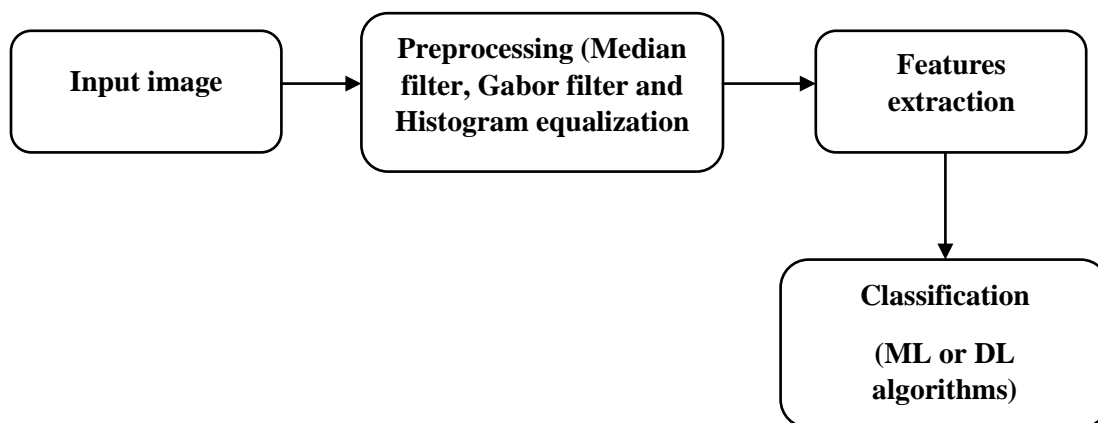 Input image
Preprocessing (Median
filter, Gabor filter and
Histogram equalization
Features
extraction
Classification
(ML or DL
algorithms)